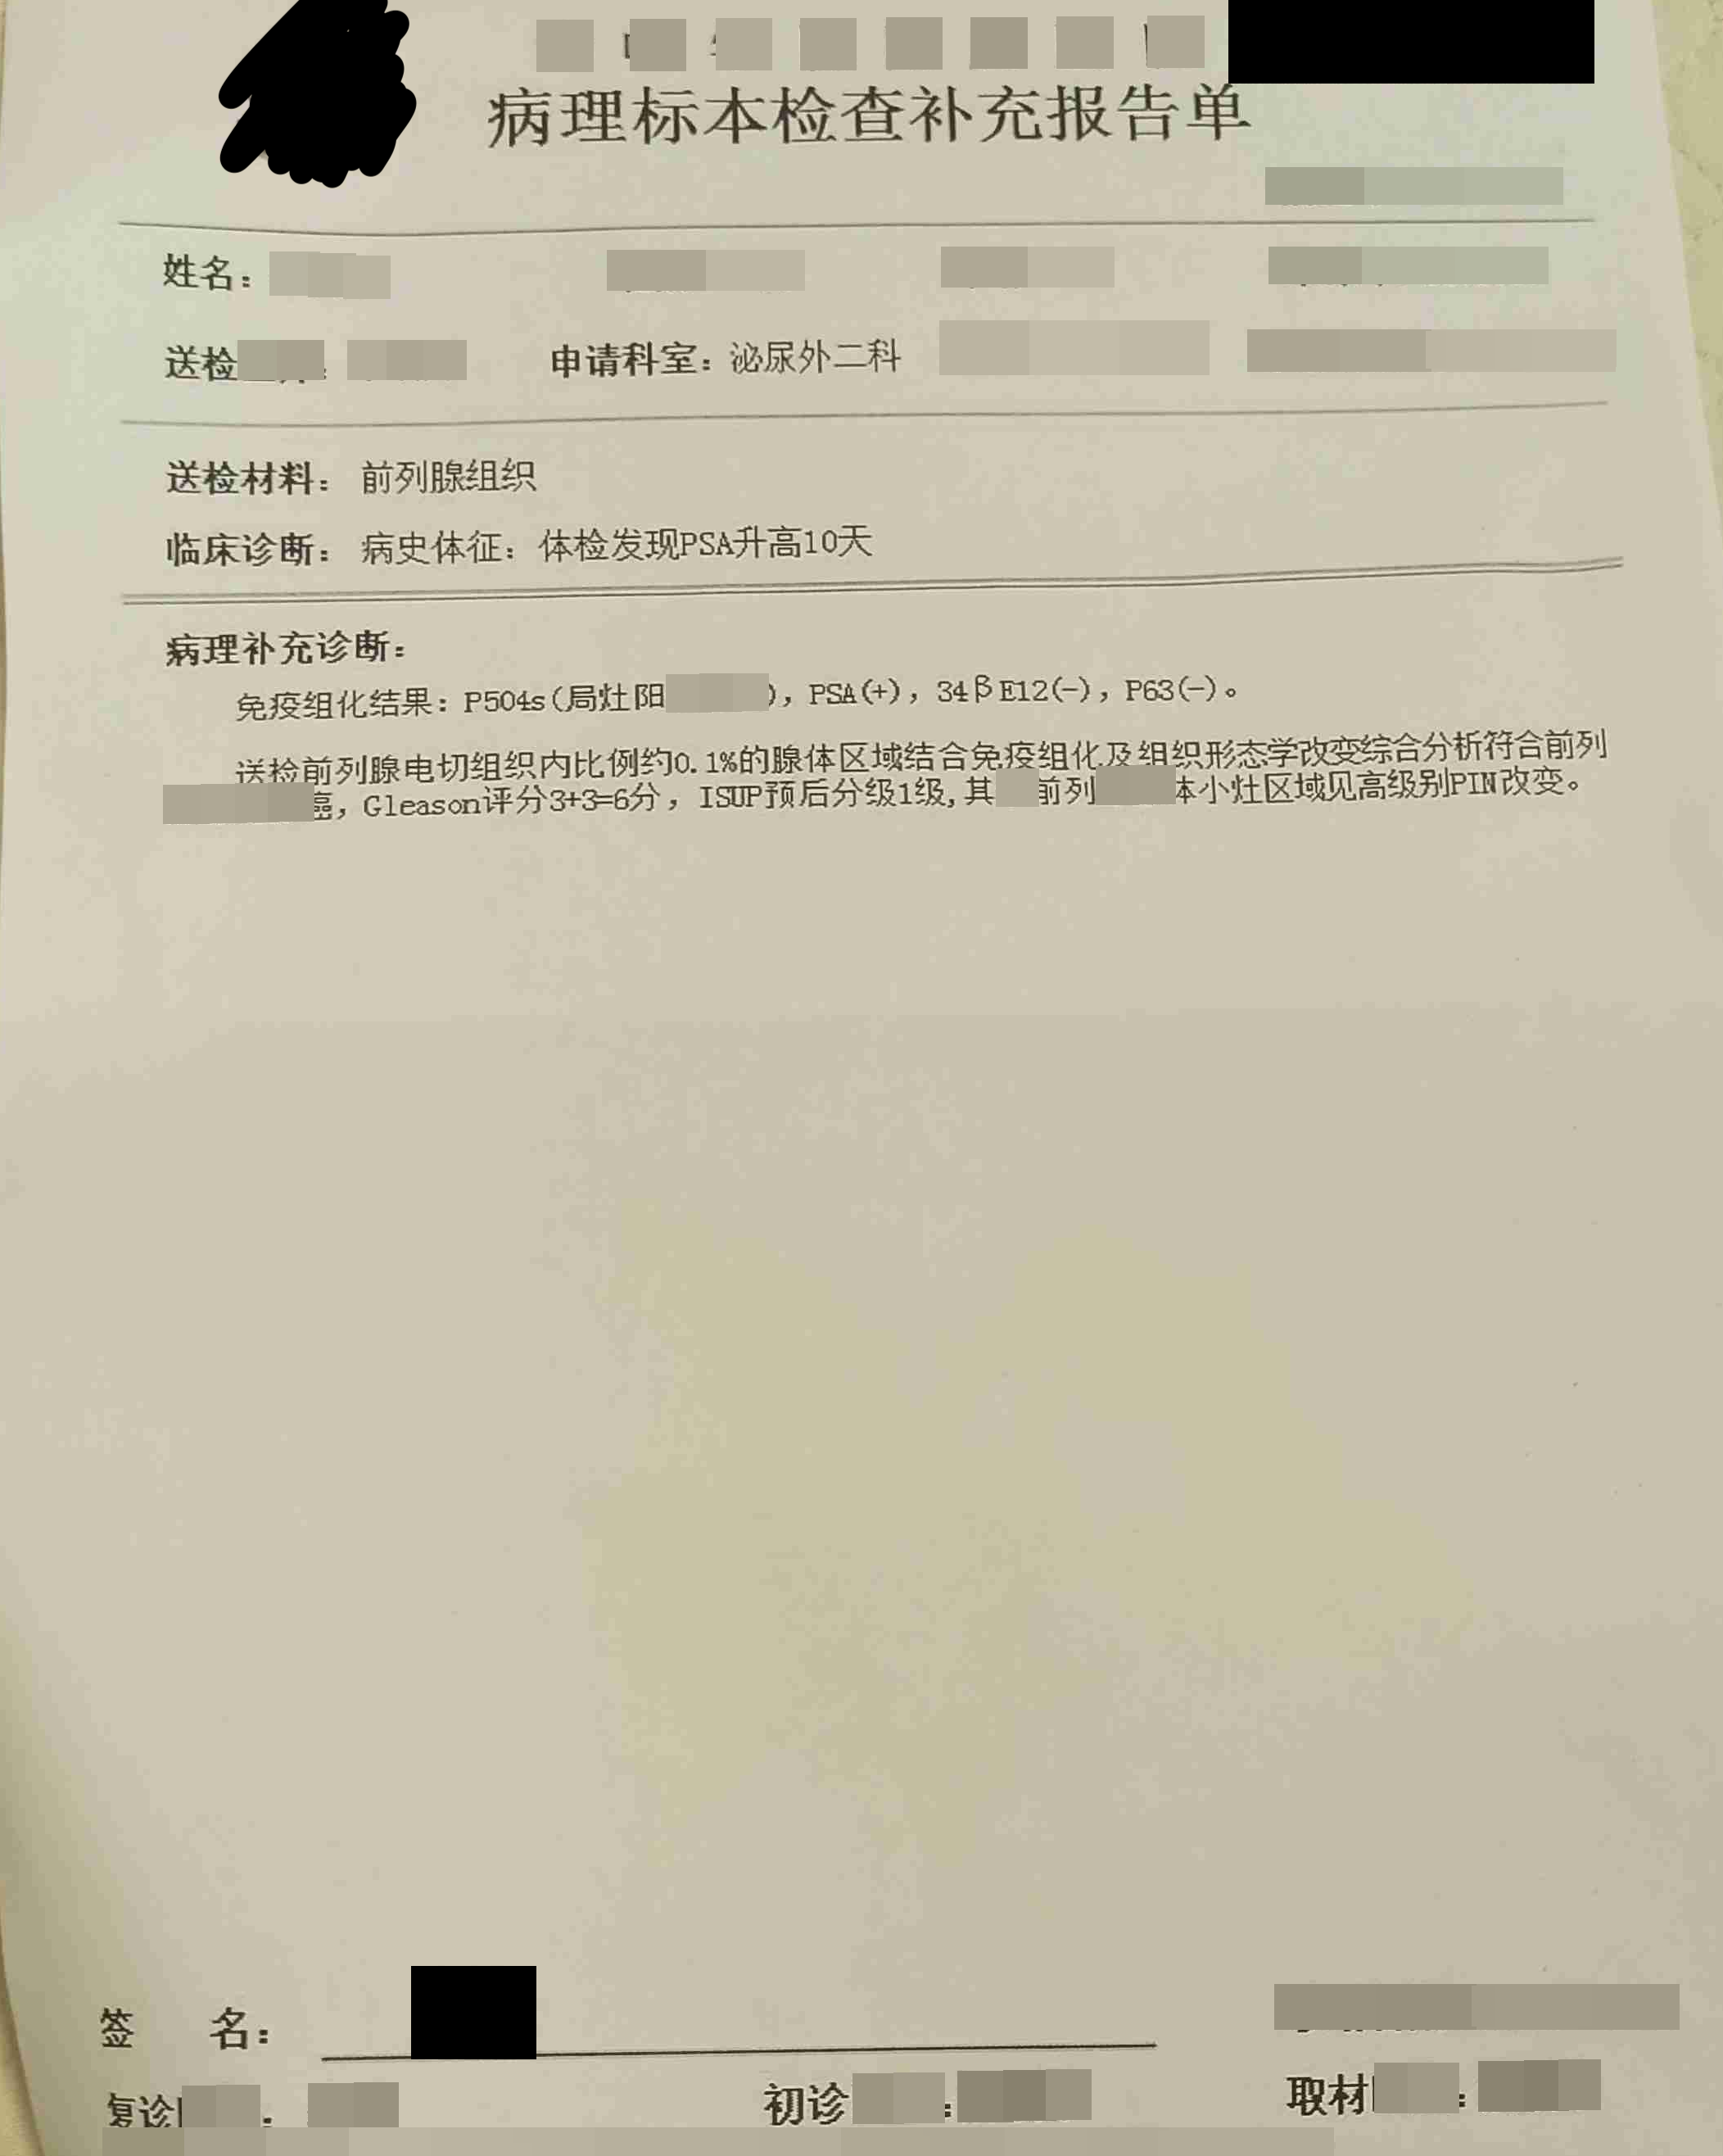 病理标本检查补充报告单
姓名：
送检 申请科室：泌尿外二科
送检材料： 前列腺组织
临床诊断： 病史体征：体检发现PSA升高10天
病理补充诊断：
免疫组化结果：P504s(局灶阳 ), PSA(+), 34βE12(-), P63(-)。
送检前列腺电切组织内比例约0.1%的腺体区域结合免疫组化及组织形态学改变综合分析符合前列
癌, Gleason评分3+3=6分, ISUP预后分级1级,其 前列 体小灶区域见高级别PIN改变。
签 名：
复诊 初诊 取材